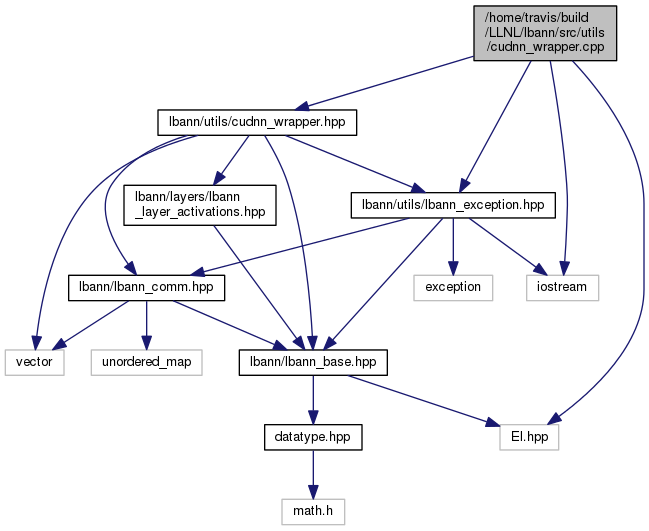 /home/travis/build
/LLNL/lbann/src/utils
/cudnn_wrapper.cpp
lbann/utils/cudnn_wrapper.hpp
lbann/layers/lbann
_layer_activations.hpp
lbann/utils/lbann_exception.hpp
lbann/lbann_comm.hpp
exception
iostream
vector
unordered_map
lbann/lbann_base.hpp
datatype.hpp
El.hpp
math.h